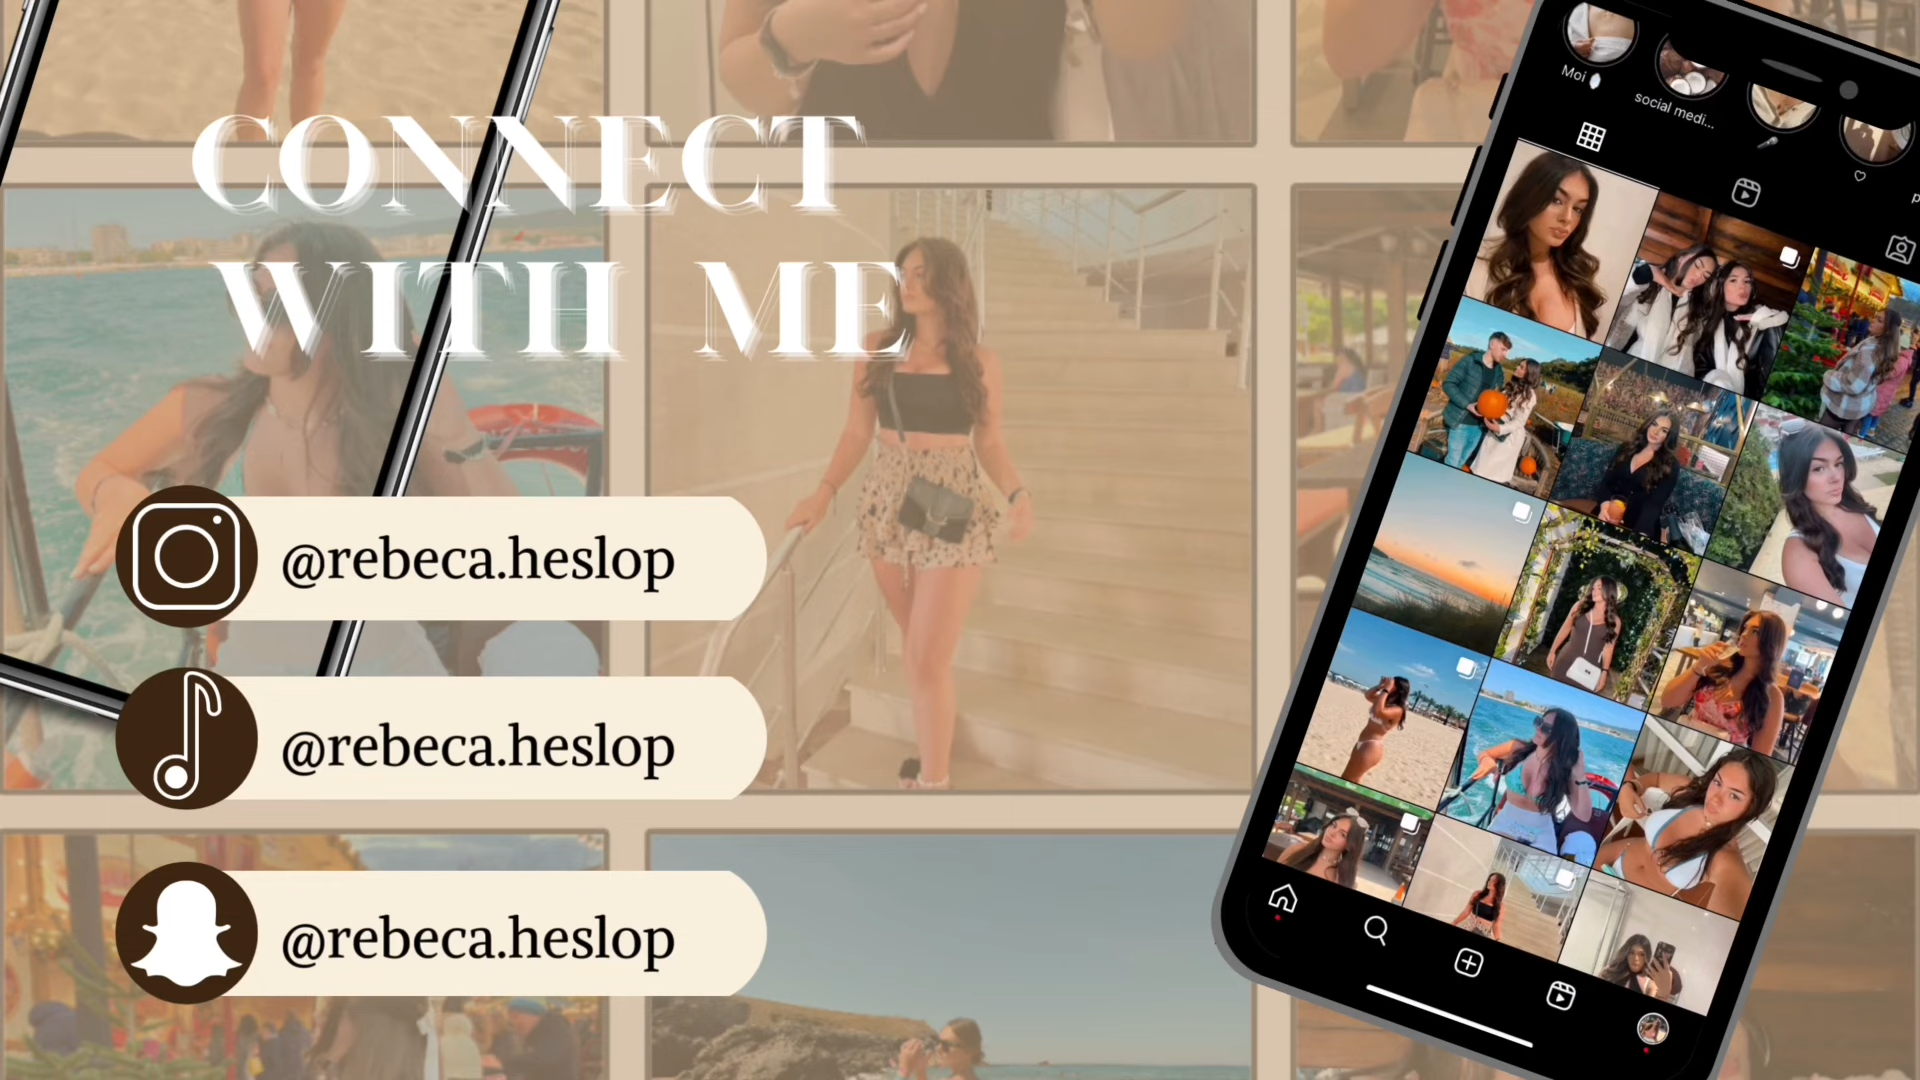 CONNECT
WITH ME
@rebeca.heslop
@rebeca.heslop
@rebeca.heslop
Moi
social medi...